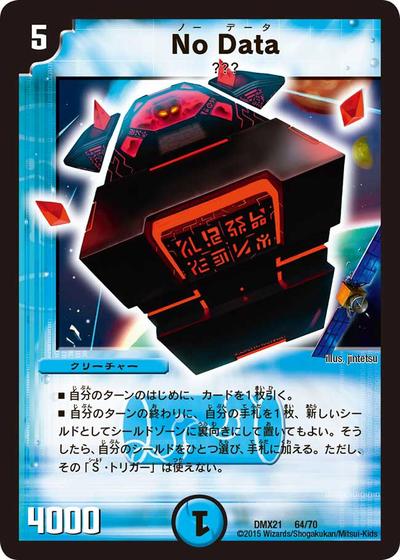 5
ノー データ
No Data
???
illus. jintetsu
クリーチャー
■ 自分のターンのはじめに、カードを1枚引く。
■ 自分のターンの終わりに、自分の手札を1枚、新しいシー
ルドとしてシールドゾーンに裏向きにして置いてもよい。そう
したら、自分のシールドをひとつ選び、手札に加える。ただし、
その「S・トリガー」は使えない。
4000
DMX21 64/70
©2015 Wizards/Shogakukan/Mitsui-Kids